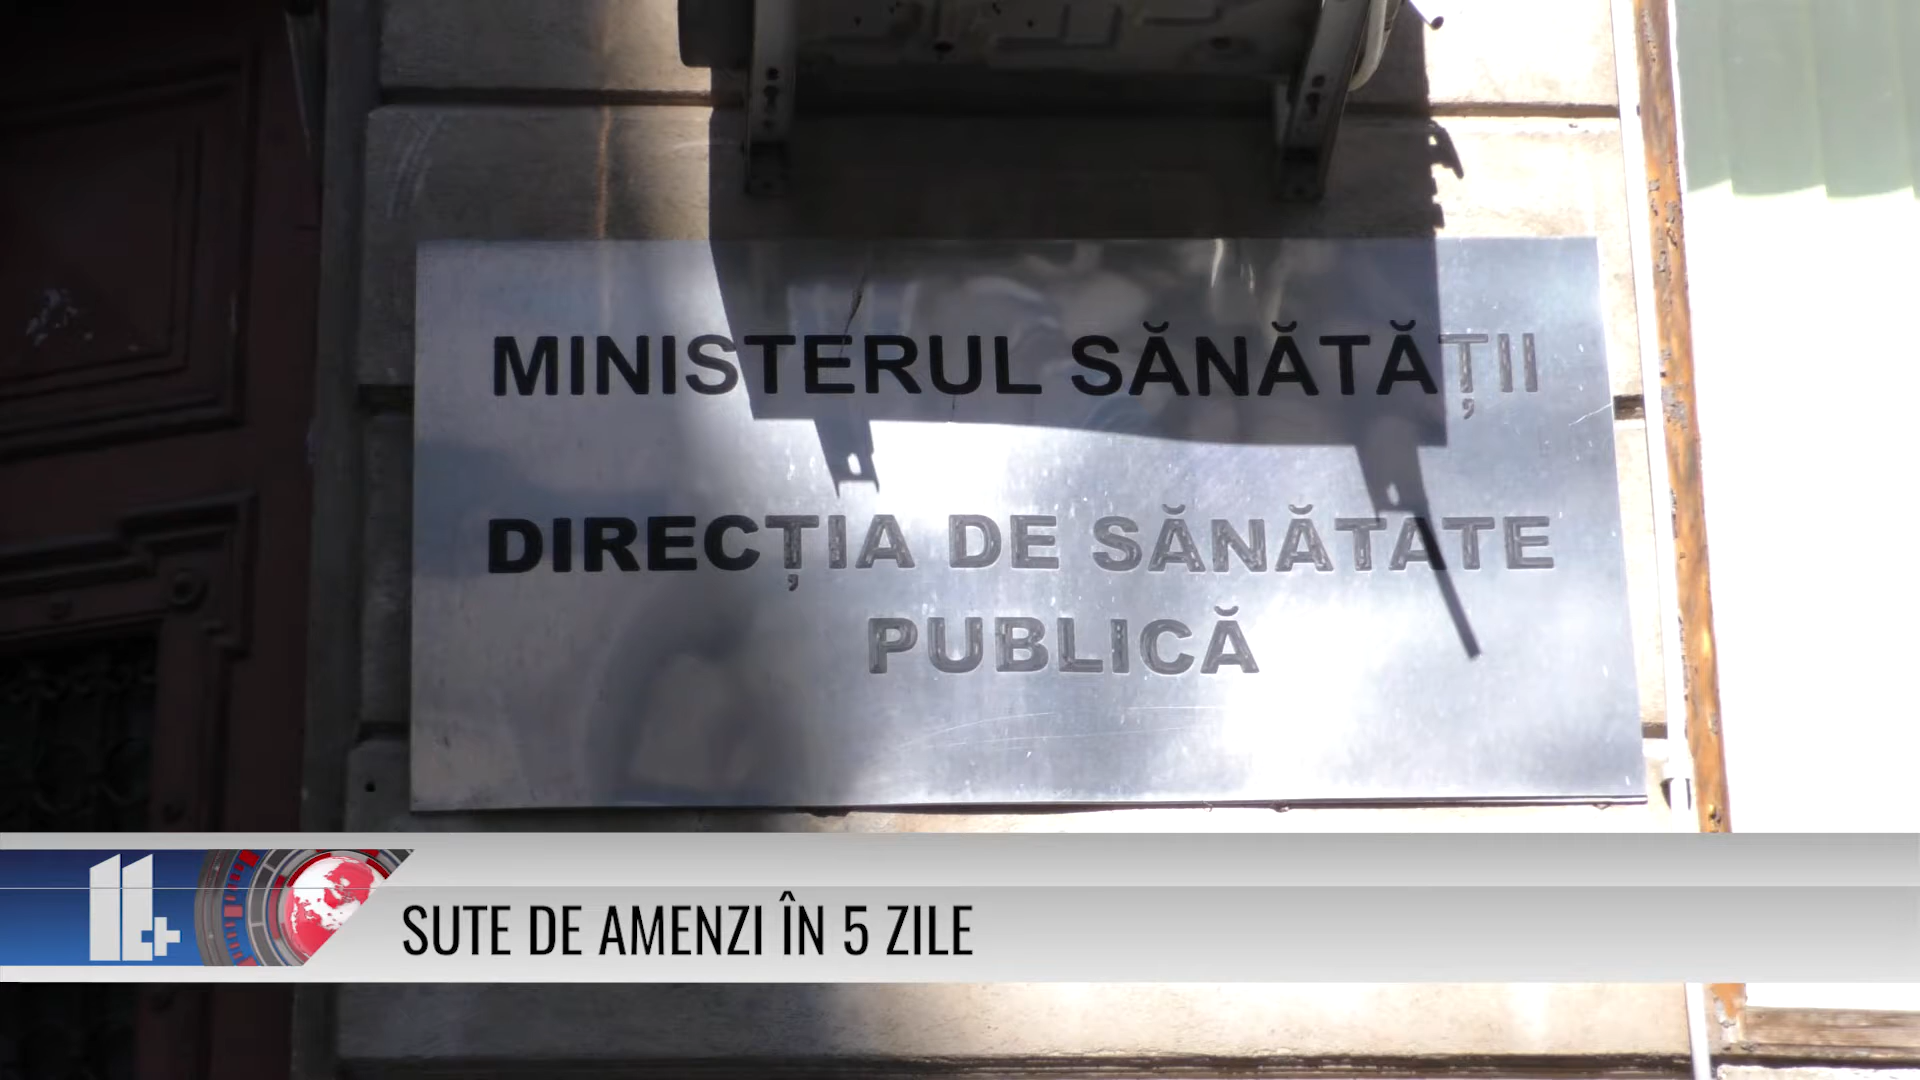 MINISTERUL SĂNĂTĂȚII
DIRECȚIA DE SĂNĂTATE
PUBLICĂ
SUTE DE AMENZI ÎN 5 ZILE